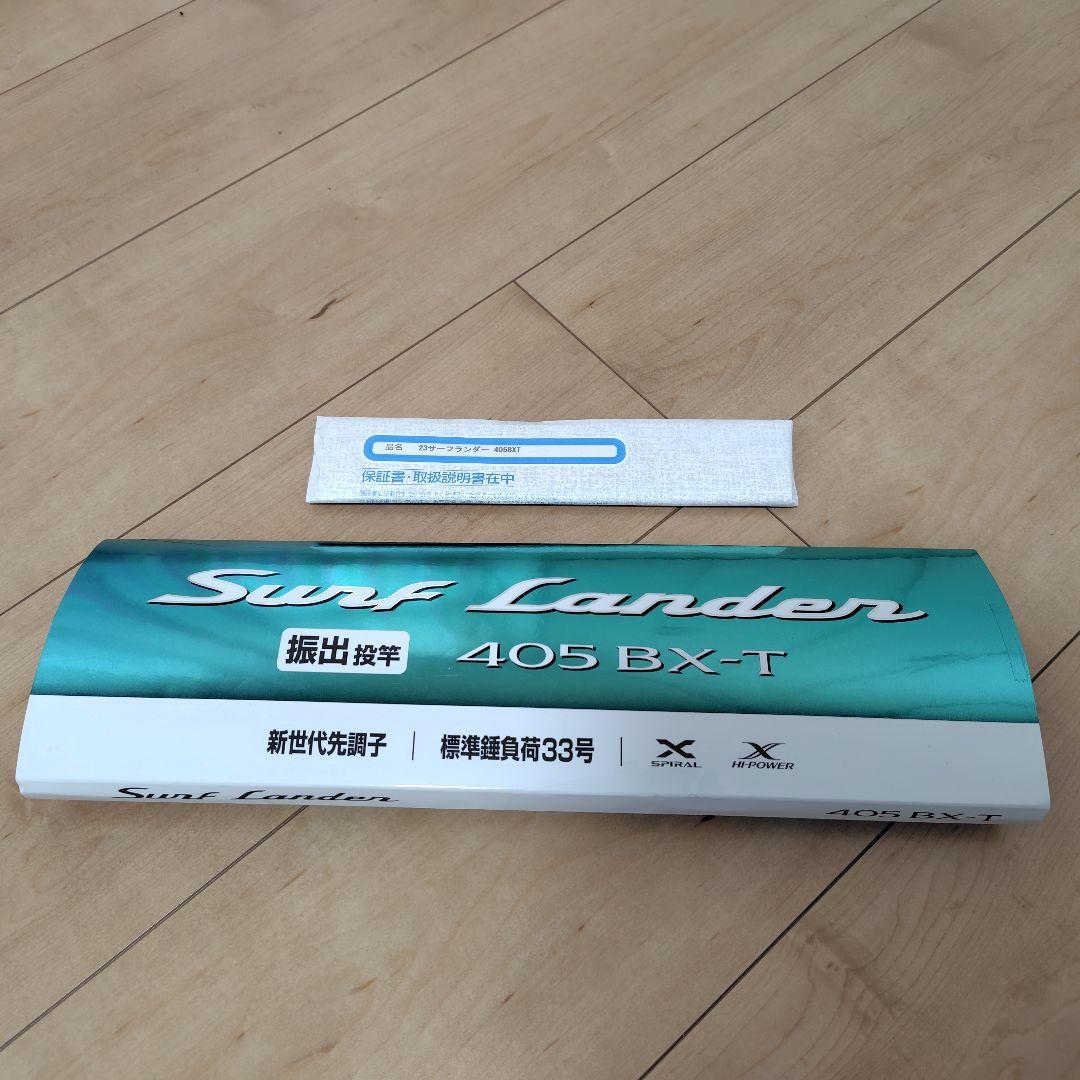 品名 23サーフランダー 405BXT
保証書・取扱説明書在中
Surf Lander
振出投竿 405 BX-T
新世代先調子 標準錘負荷33号 X SPIRAL X HI-POWER
Surf Lander 405 BX-T